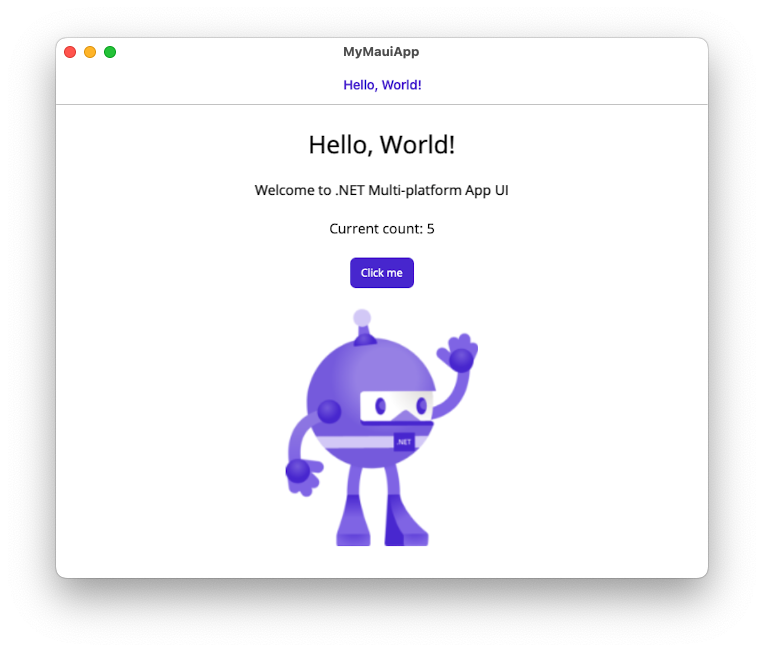 MyMauiApp
Hello, World!
Hello, World!
Welcome to .NET Multi-platform App UI
Current count: 5
Click me
.NET